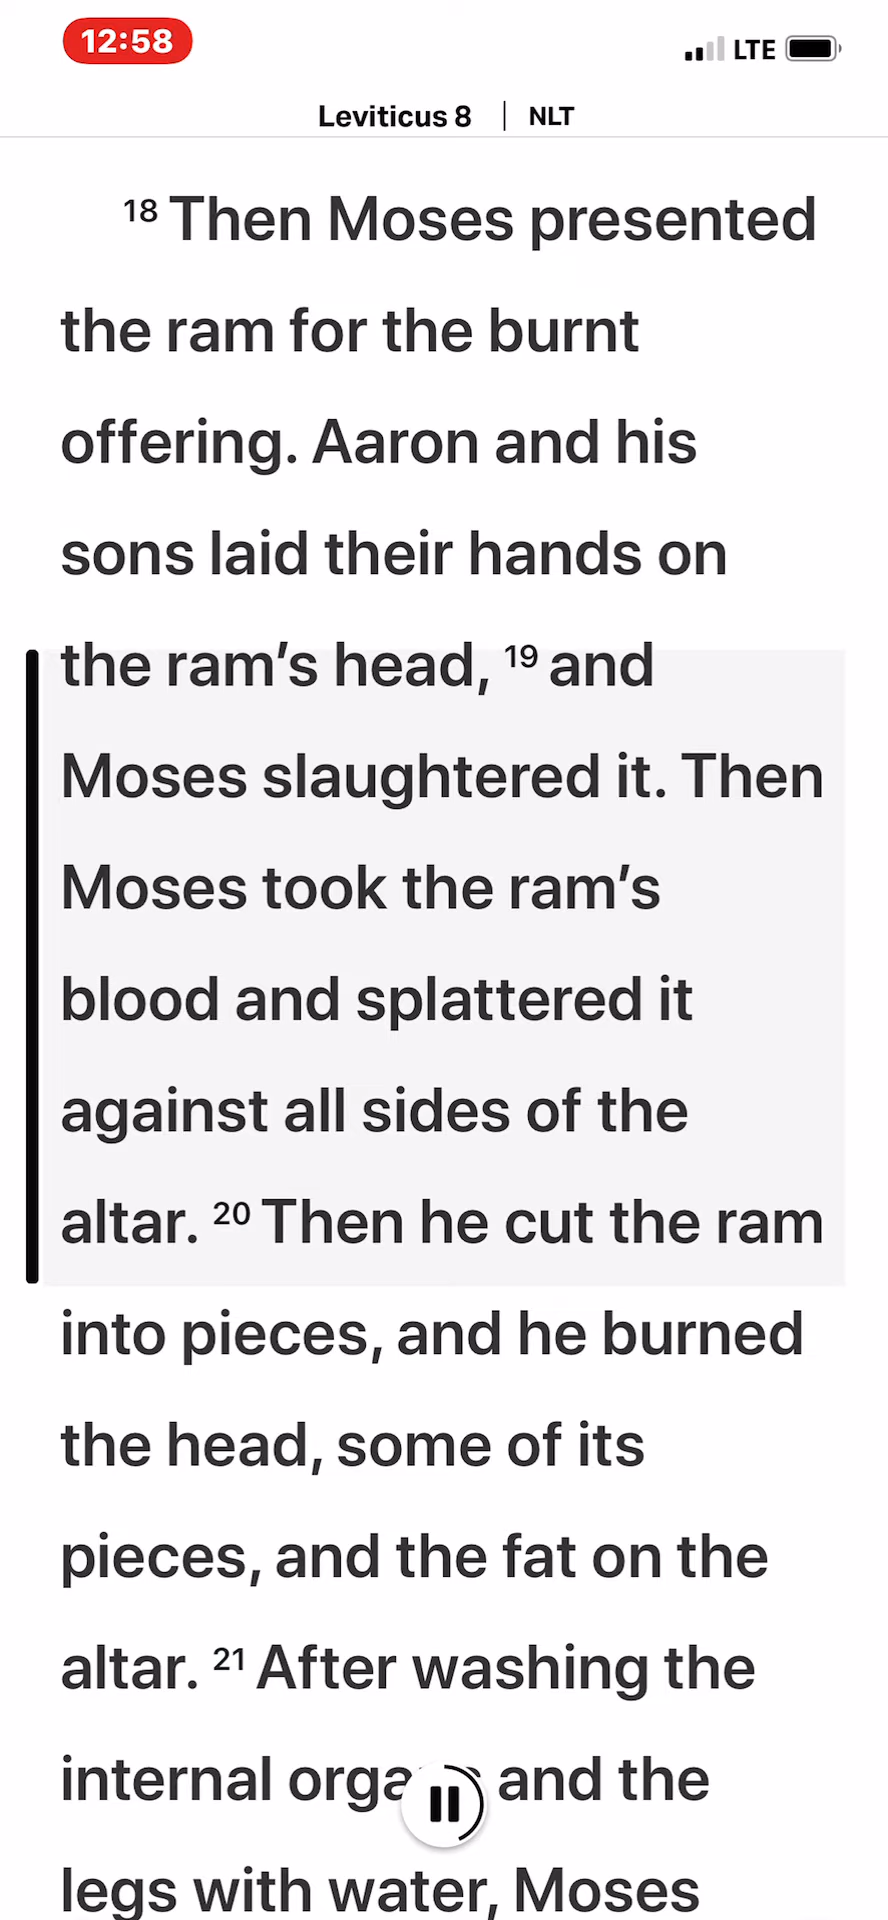 12:58
LTE
Leviticus 8 | NLT
18 Then Moses presented
the ram for the burnt
offering. Aaron and his
sons laid their hands on
the ram’s head, 19 and
Moses slaughtered it. Then
Moses took the ram’s
blood and splattered it
against all sides of the
altar. 20 Then he cut the ram
into pieces, and he burned
the head, some of its
pieces, and the fat on the
altar. 21 After washing the
internal and the
legs with water, Moses